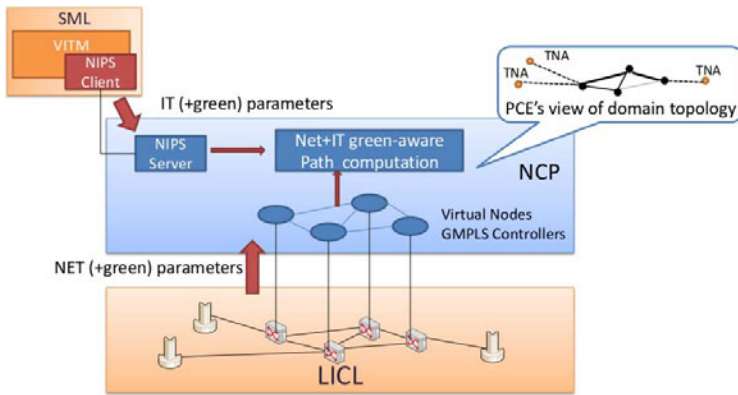 SML
VITM
NIPS
Client
IT (+green) parameters
TNA
TNA
TNA
PCE's view of domain topology
NIPS
Server
Net+IT green-aware
Path computation
NCP
Virtual Nodes
GMPLS Controllers
NET (+green) parameters
LICL